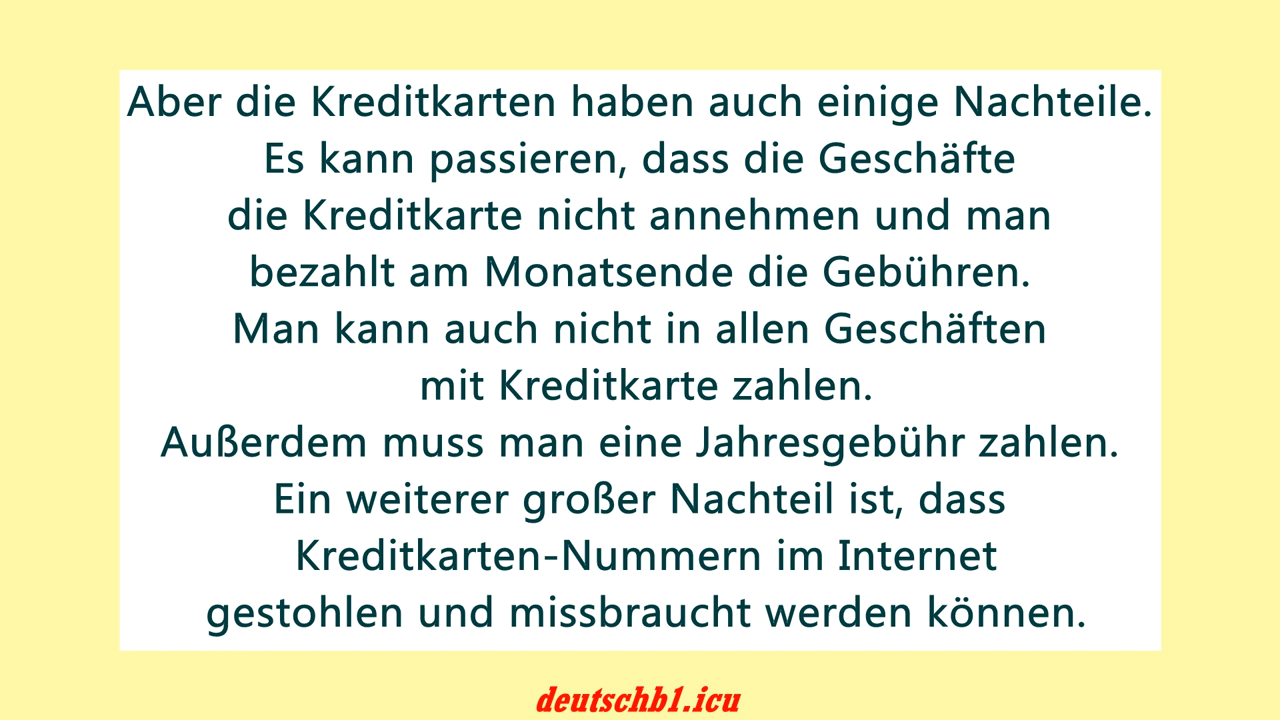 Aber die Kreditkarten haben auch einige Nachteile.
Es kann passieren, dass die Geschäfte
die Kreditkarte nicht annehmen und man
bezahlt am Monatsende die Gebühren.
Man kann auch nicht in allen Geschäften
mit Kreditkarte zahlen.
Außerdem muss man eine Jahresgebühr zahlen.
Ein weiterer großer Nachteil ist, dass
Kreditkarten-Nummern im Internet
gestohlen und missbraucht werden können.
deutschb1.icu